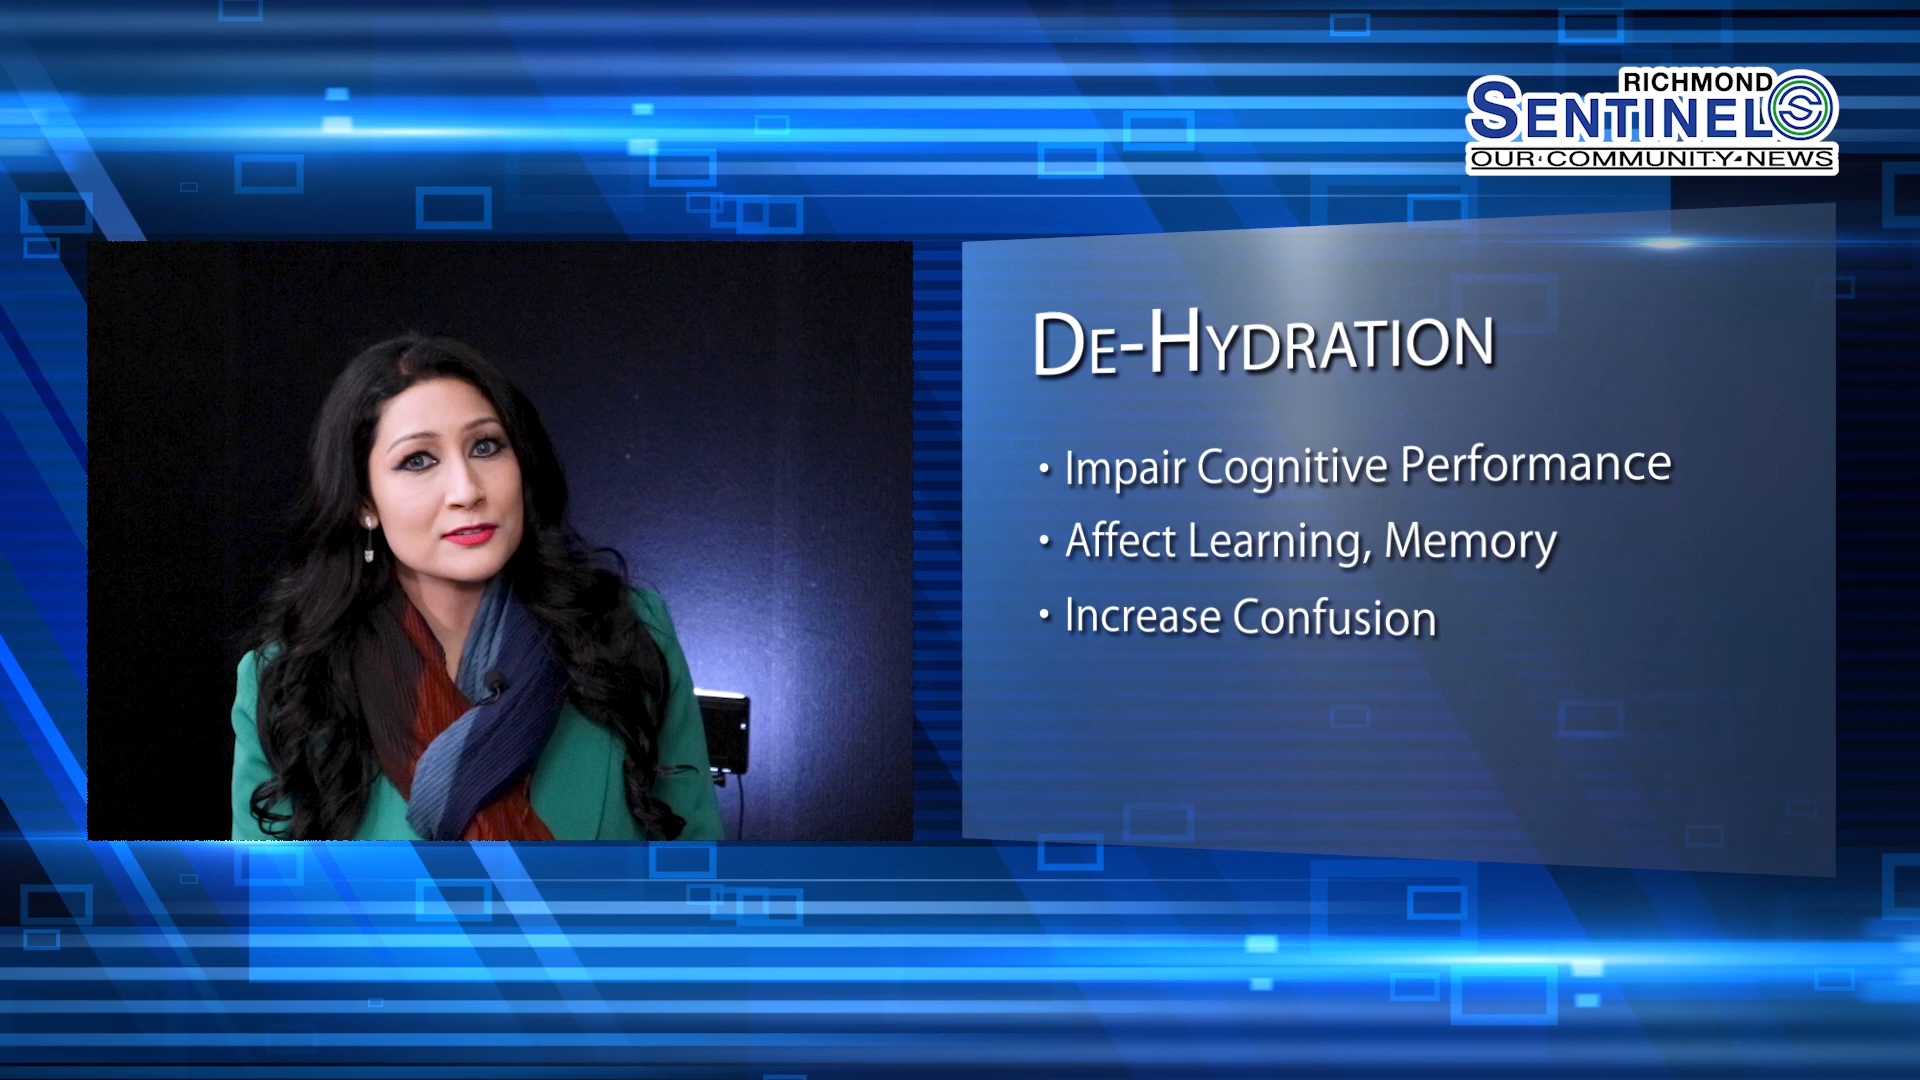 RICHMOND
SENTINEL
OUR•COMMUNITY•NEWS
DE-HYDRATION
• Impair Cognitive Performance
• Affect Learning, Memory
• Increase Confusion